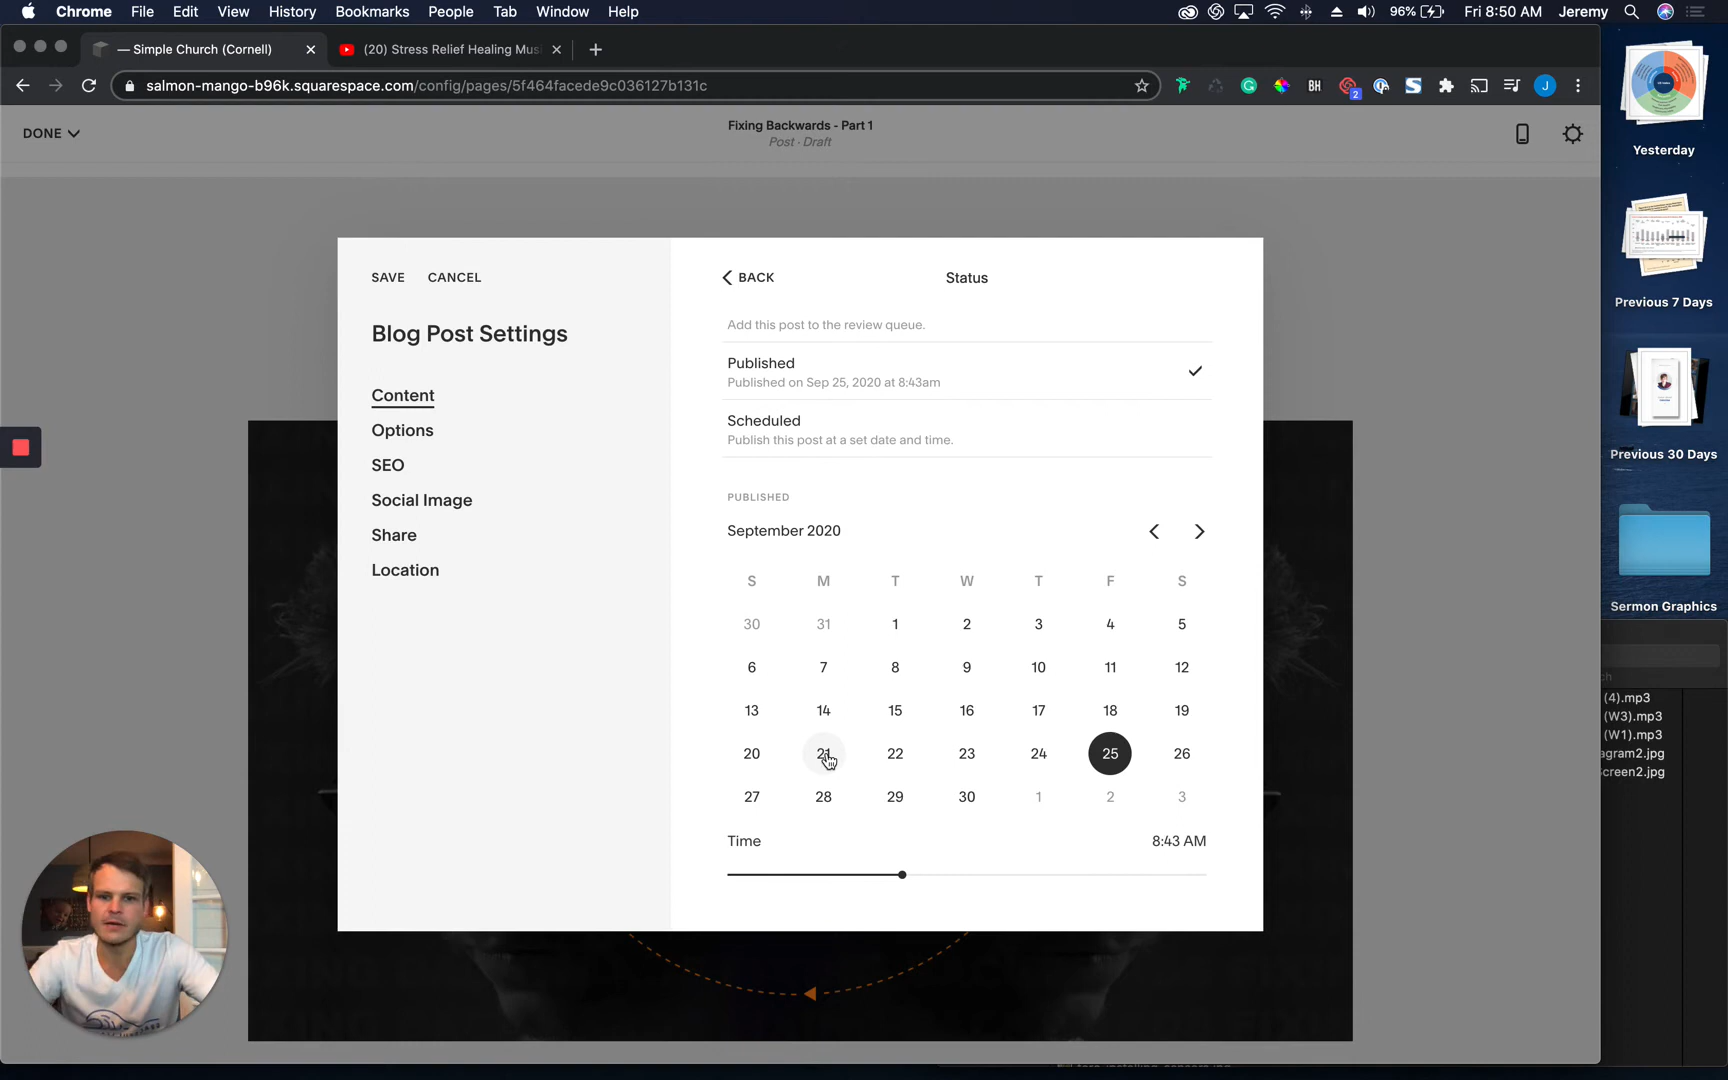 Chrome File Edit View History Bookmarks People Tab Window Help 96% Fri 8:50 AM Jeremy
— Simple Church (Cornell) (20) Stress Relief Healing Mus
salmon-mango-b96k.squarespace.com/config/pages/5f464facede9c036127b131c BH 2 J
DONE
Fixing Backwards - Part 1
Post · Draft
SAVE CANCEL
Blog Post Settings
Content
Options
SEO
Social Image
Share
Location
BACK Status
Add this post to the review queue.
Published
Published on Sep 25, 2020 at 8:43am
Scheduled
Publish this post at a set date and time.
PUBLISHED
September 2020
S M T W T F S
30 31 1 2 3 4 5
6 7 8 9 10 11 12
13 14 15 16 17 18 19
20 21 22 23 24 25 26
27 28 29 30 1 2 3
Time 8:43 AM
Yesterday
Previous 7 Days
Previous 30 Days
Sermon Graphics
(4).mp3
(W3).mp3
(W1).mp3
agram2.jpg
creen2.jpg